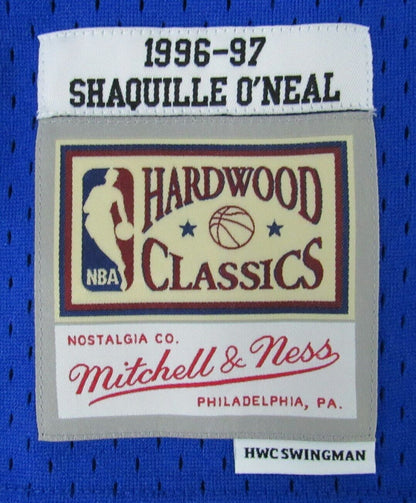 1996-97
SHAQUILLE O'NEAL
HARDWOOD
CLASSICS
NBA
NOSTALGIA CO.
Mitchell & Ness
PHILADELPHIA, PA.
HWC SWINGMAN